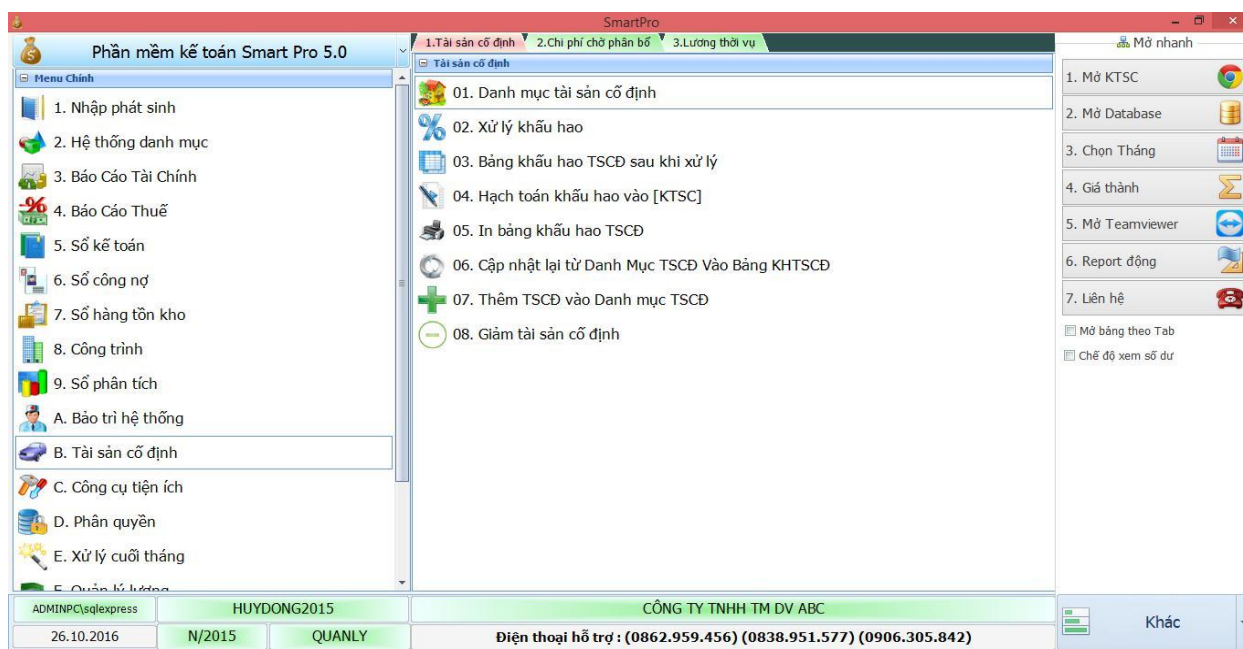 SmartPro
Phần mềm kế toán Smart Pro 5.0
Menu Chính
1. Nhập phát sinh
2. Hệ thống danh mục
3. Báo Cáo Tài Chính
4. Báo Cáo Thuế
5. Sổ kế toán
6. Sổ công nợ
7. Sổ hàng tồn kho
8. Công trình
9. Sổ phân tích
A. Bảo trì hệ thống
B. Tài sản cố định
C. Công cụ tiện ích
D. Phân quyền
E. Xử lý cuối tháng
F. Quản lý lương
1.Tài sản cố định 2.Chi phí chờ phân bổ 3.Lương thời vụ
Tài sản cố định
01. Danh mục tài sản cố định
02. Xử lý khấu hao
03. Bảng khấu hao TSCĐ sau khi xử lý
04. Hạch toán khấu hao vào [KTSC]
05. In bảng khấu hao TSCĐ
06. Cập nhật lại từ Danh Mục TSCĐ Vào Bảng KHTSCĐ
07. Thêm TSCĐ vào Danh mục TSCĐ
08. Giảm tài sản cố định
Mở nhanh
1. Mở KTSC
2. Mở Database
3. Chọn Tháng
4. Giá thành
5. Mở Teamviewer
6. Report động
7. Liên hệ
Mở bảng theo Tab
Chế độ xem số dư
ADMINPC\sqlexpress HUYDONG2015 CÔNG TY TNHH TM DV ABC
26.10.2016 N/2015 QUANLY Điện thoại hỗ trợ : (0862.959.456) (0838.951.577) (0906.305.842)
Khác